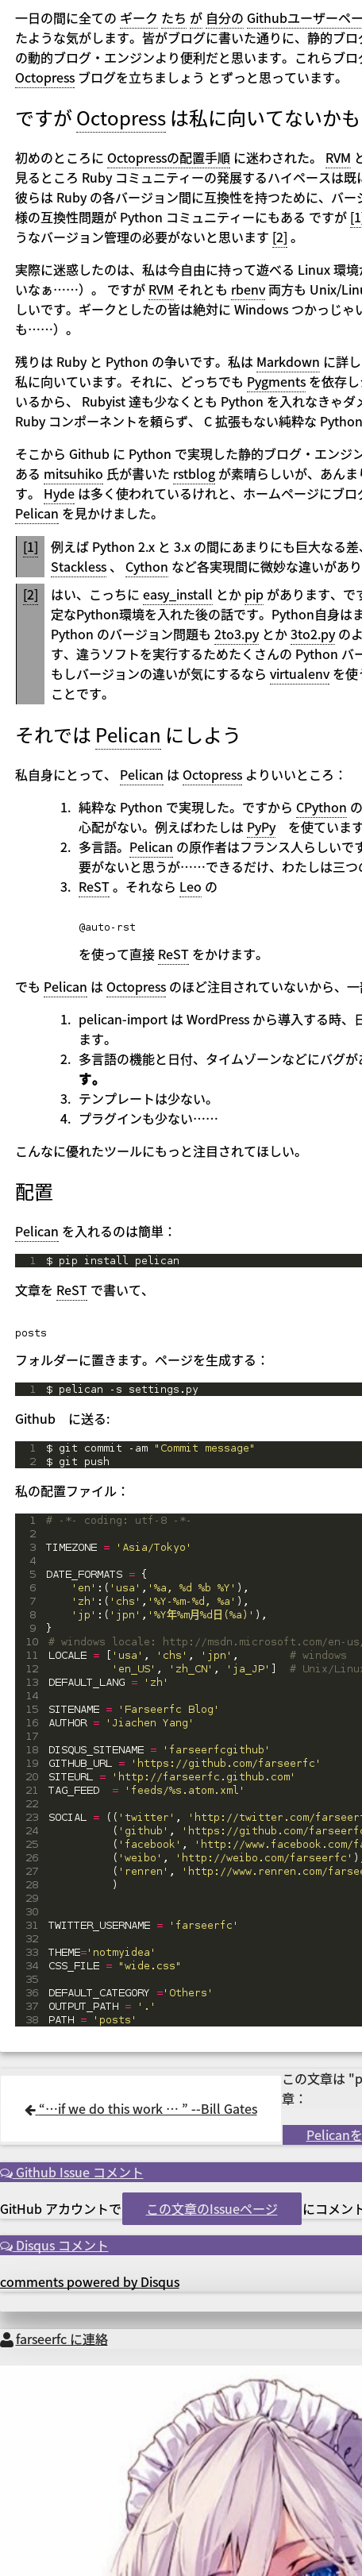 一日の間に全ての ギーク たち が 自分の Githubユーザーペー
たような気がします。皆がブログに書いた通りに、静的ブログ
の動的ブログ・エンジンより便利だと思います。これらブログ
Octopress ブログを立ちましょう とずっと思っています。
ですが Octopress は私に向いてないかも
初めのところに Octopressの配置手順 に迷わされた。 RVM と
見るところ Ruby コミュニティーの発展するハイペースは既に
彼らは Ruby の各バージョン間に互換性を持つために、バージ
様の互換性問題が Python コミュニティーにもある ですが [1]
うなバージョン管理の必要がないと思います [2] 。
実際に迷惑したのは、私は今自由に持って遊べる Linux 環境が
いなぁ……）。 ですが RVM それとも rbenv 両方も Unix/Linu
しいです。ギークとしたの皆は絶対に Windows つかっじゃい
も……）。
残りは Ruby と Python の争いです。私は Markdown に詳し
私に向いています。それに、どっちでも Pygments を依存し
いるから、 Rubyist 達も少なくとも Python を入れなきゃダメ
Ruby コンポーネントを頼らず、 C 拡張もない純粋な Python
そこから Github に Python で実現した静的ブログ・エンジン
ある mitsuhiko 氏が書いた rstblog が素晴らしいが、あんま
す。 Hyde は多く使われているけれと、ホームページにブログ
Pelican を見つかけました。
[1] 例えば Python 2.x と 3.x の間にあまりにも巨大なる差、
Stackless 、 Cython など各実現間に微妙な違いがあり
[2] はい、こっちに easy_install とか pip があります、です
定なPython環境を入れた後の話です。Python自身はま
Python のバージョン問題も 2to3.py とか 3to2.py のよ
す、違うソフトを実行するためたくさんの Python バー
もしバージョンの違いが気にするなら virtualenv を使
ことです。
それでは Pelican にしよう
私自身にとって、 Pelican は Octopress よりいいところ：
1. 純粋な Python で実現した。ですから CPython の
心配がない。例えばわたしは PyPy を使ています
2. 多言語。Pelican の原作者はフランス人らしいです
要がないと思うが……できるだけ、わたしは三つの
3. ReST 。それなら Leo の
@auto-rst
を使って直接 ReST をかけます。
でも Pelican は Octopress のほど注目されていないから、一部
1. pelican-import は WordPress から導入する時、日
ます。
2. 多言語の機能と日付、タイムゾーンなどにバグがあ
す。
3. テンプレートは少ない。
4. プラグインも少ない……
こんなに優れたツールにもっと注目されてほしい。
配置
Pelican を入れるのは簡単：
1 $ pip install pelican
文章を ReST で書いて、
posts
フォルダーに置きます。ページを生成する：
1 $ pelican -s settings.py
Github に送る:
1 $ git commit -am "Commit message"
2 $ git push
私の配置ファイル：
1 # -*- coding: utf-8 -*-
2
3 TIMEZONE = 'Asia/Tokyo'
4
5 DATE_FORMATS = {
6 'en':('usa','%a, %d %b %Y'),
7 'zh':('chs','%Y-%m-%d, %a'),
8 'jp':('jpn','%Y年%m月%d日(%a)'),
9 }
10 # windows locale: http://msdn.microsoft.com/en-us
11 LOCALE = ['usa', 'chs', 'jpn', # windows
12 'en_US', 'zh_CN', 'ja_JP'] # Unix/Linu
13 DEFAULT_LANG = 'zh'
14
15 SITENAME = 'Farseerfc Blog'
16 AUTHOR = 'Jiachen Yang'
17
18 DISQUS_SITENAME = 'farseerfcgithub'
19 GITHUB_URL = 'https://github.com/farseerfc'
20 SITEURL = 'http://farseerfc.github.com'
21 TAG_FEED = 'feeds/%s.atom.xml'
22
23 SOCIAL = (('twitter', 'http://twitter.com/farseerf
24 ('github', 'https://github.com/farseerfc
25 ('facebook', 'http://www.facebook.com/fa
26 ('weibo', 'http://weibo.com/farseerfc')
27 ('renren', 'http://www.renren.com/farsee
28 )
29
30
31 TWITTER_USERNAME = 'farseerfc'
32
33 THEME='notmyidea'
34 CSS_FILE = "wide.css"
35
36 DEFAULT_CATEGORY ='Others'
37 OUTPUT_PATH = '.'
38 PATH = 'posts'
“…if we do this work … ” --Bill Gates
この文章は "p
章：
Pelicanを
Github Issue コメント
GitHub アカウントで この文章のIssueページ にコメント
Disqus コメント
comments powered by Disqus
farseerfc に連絡